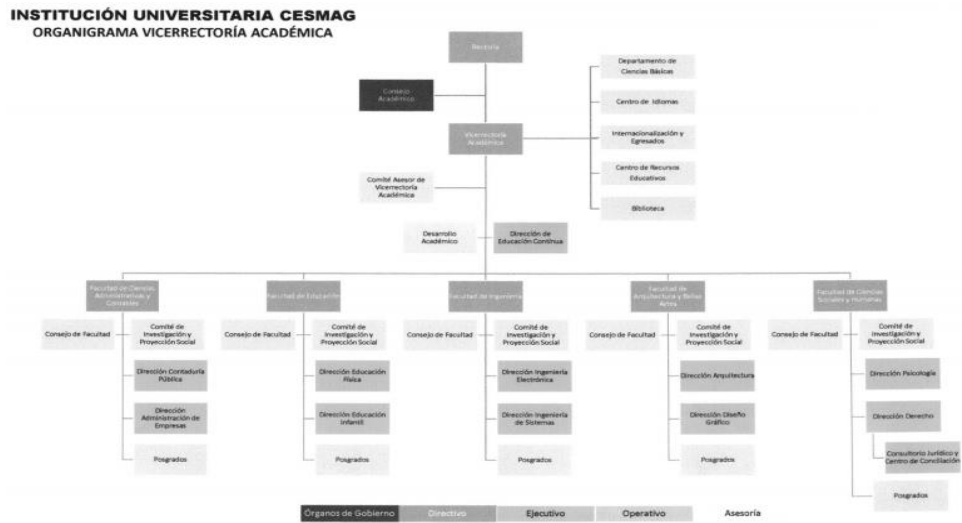 INSTITUCIÓN UNIVERSITARIA CESMAG
ORGANIGRAMA VICERRECTORÍA ACADÉMICA
Rectoría
Consejo
Académico
Vicerrectoría
Académica
Departamento de
Ciencias Básicas
Centro de Idiomas
Internacionalización y
Egresados
Centro de Recursos
Educativos
Biblioteca
Comité Asesor de
Vicerrectoría
Académica
Desarrollo
Académico
Dirección de
Educación Contínua
Facultad de Ciencias
Administrativas y
Contables
Consejo de Facultad
Comité de
Investigación y
Proyección Social
Dirección Contaduría
Pública
Dirección
Administración de
Empresas
Posgrados
Facultad de Educación
Consejo de Facultad
Comité de
Investigación y
Proyección Social
Dirección Educación
Física
Dirección Educación
Infantil
Posgrados
Facultad de Ingeniería
Consejo de Facultad
Comité de
Investigación y
Proyección Social
Dirección Ingeniería
Electrónica
Dirección Ingeniería
de Sistemas
Posgrados
Facultad de
Arquitectura y Bellas
Artes
Consejo de Facultad
Comité de
Investigación y
Proyección Social
Dirección Arquitectura
Dirección Diseño
Gráfico
Posgrados
Facultad de Ciencias
Sociales y Humanas
Consejo de Facultad
Comité de
Investigación y
Proyección Social
Dirección Psicología
Dirección Derecho
Consultorio Jurídico y
Centro de Conciliación
Posgrados
Órganos de Gobierno
Directivo
Ejecutivo
Operativo
Asesoría